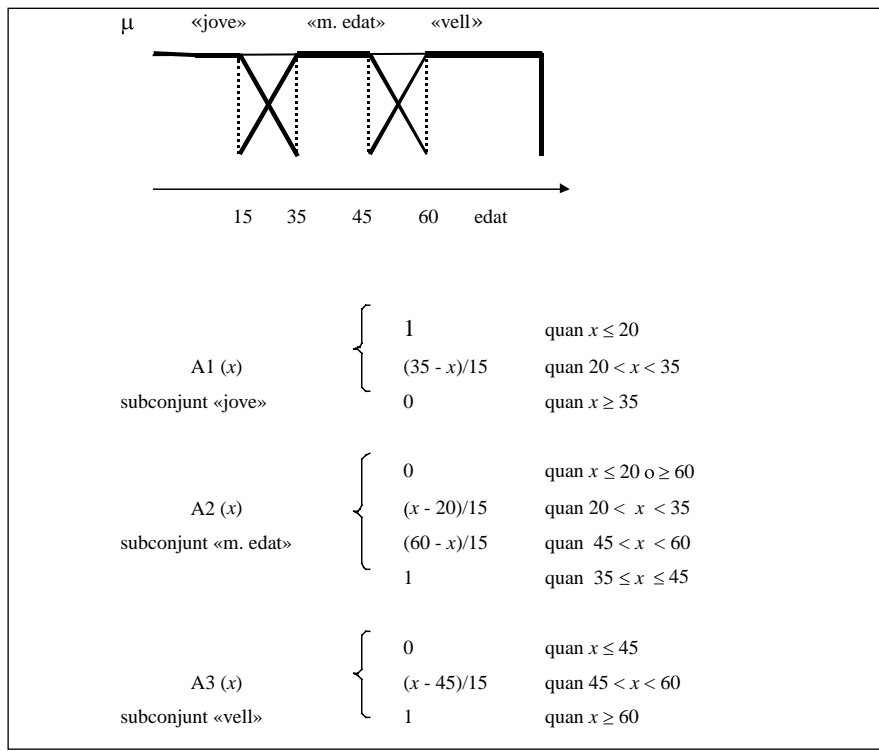 μ «jove» «m. edat» «vell»
15 35 45 60 edat
1 quan x ≤ 20
A1 (x) (35 - x)/15 quan 20 < x < 35
subconjunt «jove» 0 quan x ≥ 35
0 quan x ≤ 20 o ≥ 60
A2 (x) (x - 20)/15 quan 20 < x < 35
subconjunt «m. edat» (60 - x)/15 quan 45 < x < 60
1 quan 35 ≤ x ≤ 45
0 quan x ≤ 45
A3 (x) (x - 45)/15 quan 45 < x < 60
subconjunt «vell» 1 quan x ≥ 60